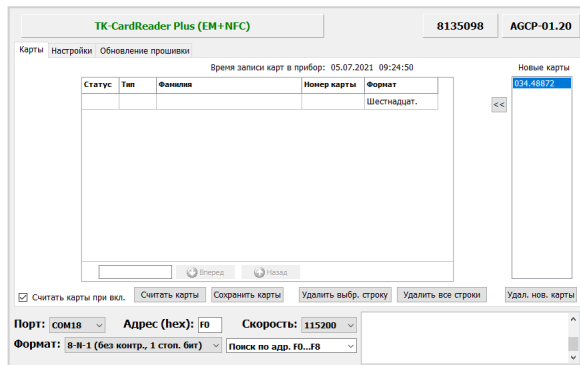 TK-CardReader Plus (EM+NFC) 8135098 AGCP-01.20
Карты Настройки Обновление прошивки
Время записи карт в прибор: 05.07.2021 09:24:50 Новые карты
Статус Тип Фамилия Номер карты Формат 034.48872
Шестнадцат.
<<
Вперед Назад
Считать карты при вкл. Считать карты Сохранить карты Удалить выбр. строку Удалить все строки Удал. нов. карты
Порт: COM18 Адрес (hex): F0 Скорость: 115200
Формат: 8-N-1 (без контр., 1 стоп. бит) Поиск по адр. F0...F8